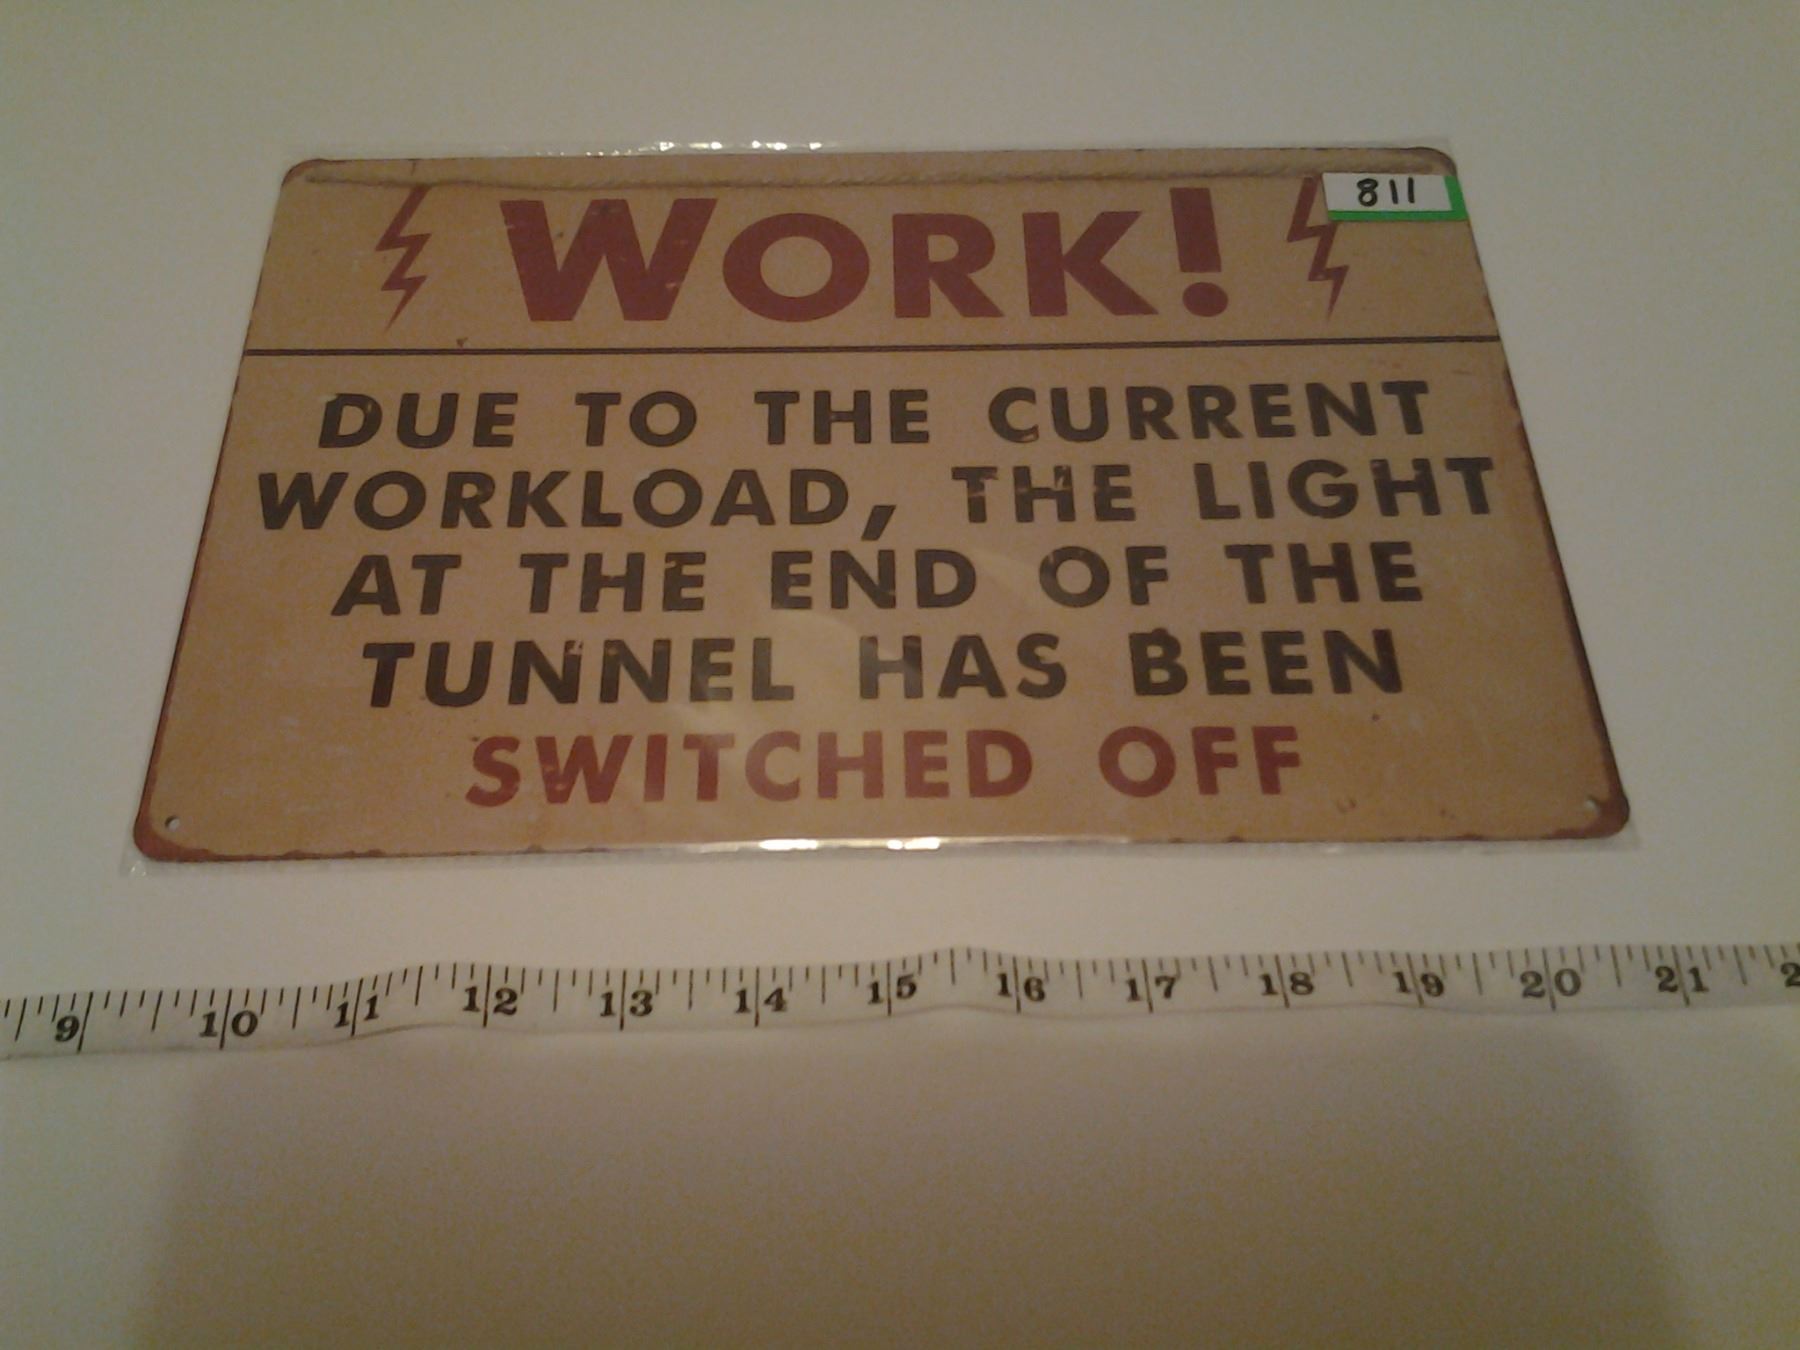 811
WORK!
DUE TO THE CURRENT
WORKLOAD, THE LIGHT
AT THE END OF THE
TUNNEL HAS BEEN
SWITCHED OFF
9 10 11 12 13 14 15 16 17 18 19 20 21